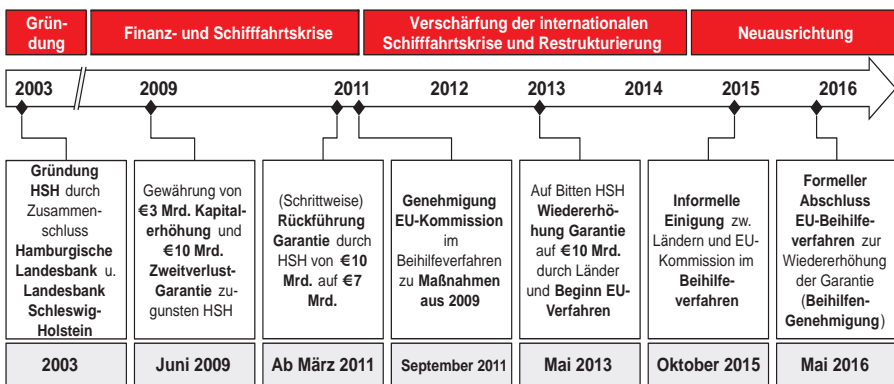 Grün-
dung
Finanz- und Schifffahrtskrise
Verschärfung der internationalen
Schifffahrtskrise und Restrukturierung
Neuausrichtung
2003
2009
2011
2012
2013
2014
2015
2016
Gründung
HSH durch
Zusammen-
schluss
Hamburgische
Landesbank u.
Landesbank
Schleswig-
Holstein
2003
Gewährung von
€3 Mrd. Kapital-
erhöhung und
€10 Mrd.
Zweitverlust-
Garantie zu-
gunsten HSH
Juni 2009
(Schrittweise)
Rückführung
Garantie durch
HSH von €10
Mrd. auf €7
Mrd.
Ab März 2011
Genehmigung
EU-Kommission
im
Beihilfeverfahren
zu Maßnahmen
aus 2009
September 2011
Auf Bitten HSH
Wiedererhö-
hung Garantie
auf €10 Mrd.
durch Länder
und Beginn EU-
Verfahren
Mai 2013
Informelle
Einigung zw.
Ländern und EU-
Kommission im
Beihilfe-
verfahren
Oktober 2015
Formeller
Abschluss
EU-Beihilf-
everfahren zur
Wiedererhöhung
der Garantie
(Beihilfen-
Genehmigung)
Mai 2016